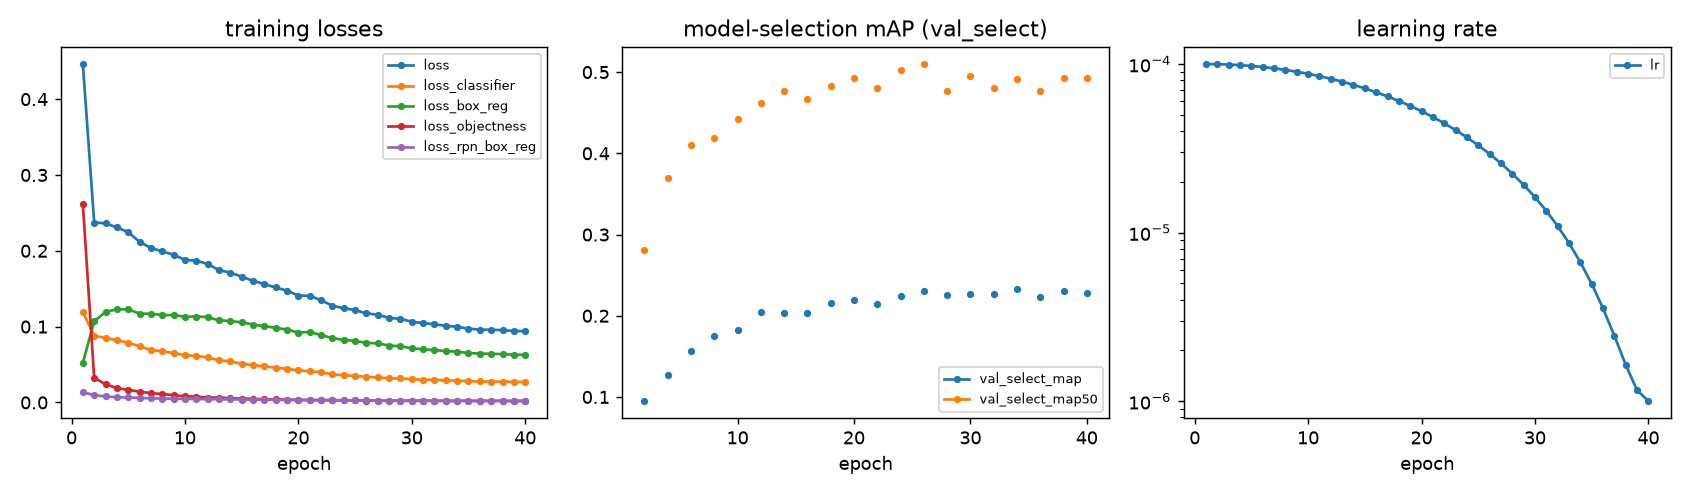 training losses
loss
loss_classifier
loss_box_reg
loss_objectness
loss_rpn_box_reg
0.4
0.3
0.2
0.1
0.0
0 10 20 30 40
epoch
model-selection mAP (val_select)
0.5
0.4
0.3
0.2
0.1
val_select_map
val_select_map50
10 20 30 40
epoch
learning rate
lr
10⁻⁴
10⁻⁵
10⁻⁶
0 10 20 30 40
epoch